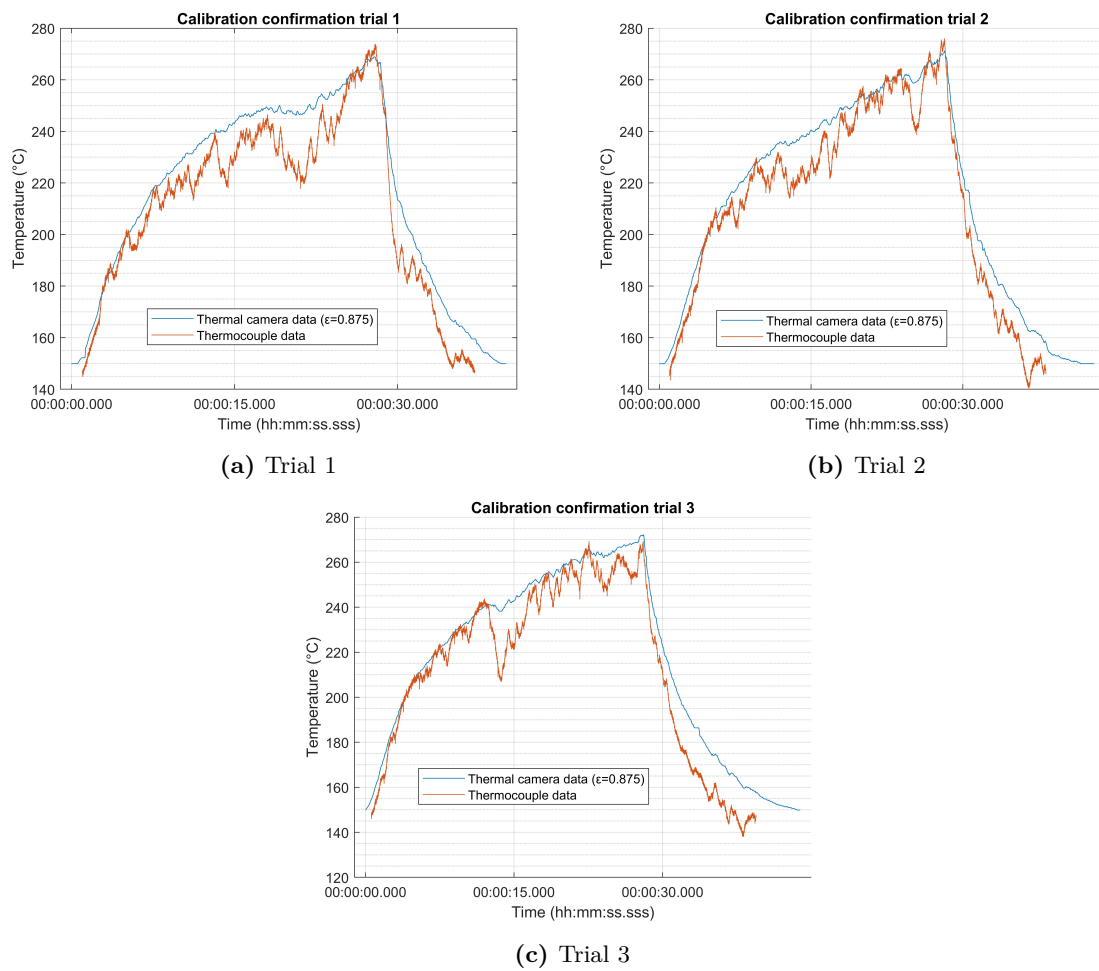 Calibration confirmation trial 1
280
260
240
220
200
180
160
140
Temperature (°C)
Thermal camera data (ε=0.875)
Thermocouple data
00:00:00.000 00:00:15.000 00:00:30.000
Time (hh:mm:ss.sss)
(a) Trial 1
Calibration confirmation trial 2
280
260
240
220
200
180
160
140
Temperature (°C)
Thermal camera data (ε=0.875)
Thermocouple data
00:00:00.000 00:00:15.000 00:00:30.000
Time (hh:mm:ss.sss)
(b) Trial 2
Calibration confirmation trial 3
280
260
240
220
200
180
160
140
120
Temperature (°C)
Thermal camera data (ε=0.875)
Thermocouple data
00:00:00.000 00:00:15.000 00:00:30.000
Time (hh:mm:ss.sss)
(c) Trial 3